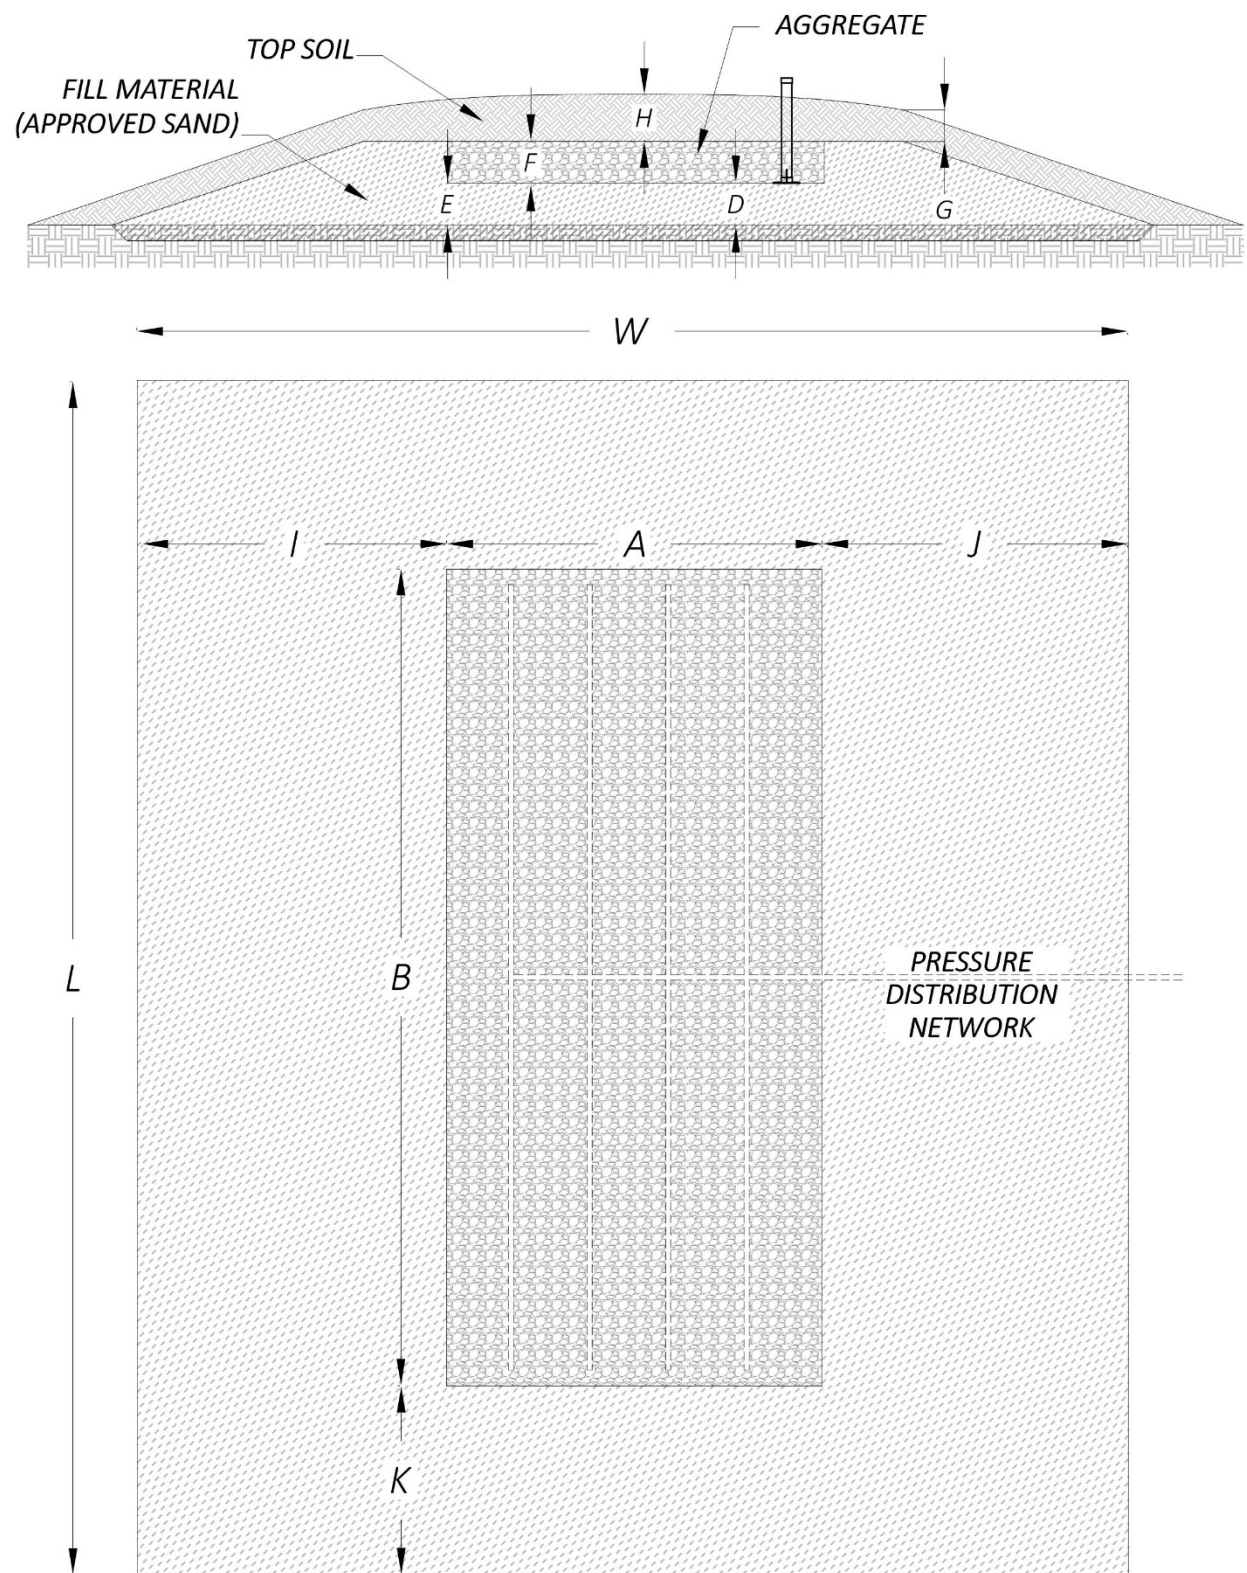 AGGREGATE
TOP SOIL
FILL MATERIAL
(APPROVED SAND)
H
F
E
D
G
W
I
A
J
L
B
PRESSURE
DISTRIBUTION
NETWORK
K